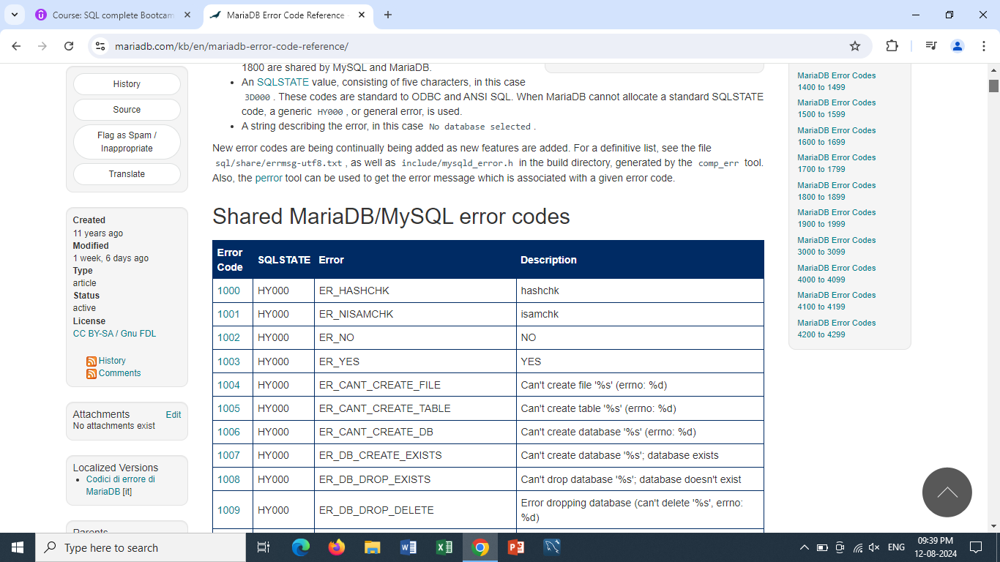 Course: SQL complete Bootcam
MariaDB Error Code Reference -
mariadb.com/kb/en/mariadb-error-code-reference/
History
Source
Flag as Spam /
Inappropriate
Translate
Created
11 years ago
Modified
1 week, 6 days ago
Type
article
Status
active
License
CC BY-SA / Gnu FDL
History
Comments
Attachments Edit
No attachments exist
Localized Versions
Codici di errore di
MariaDB [it]
Parents
1800 are shared by MySQL and MariaDB.
An SQLSTATE value, consisting of five characters, in this case
3D000 . These codes are standard to ODBC and ANSI SQL. When MariaDB cannot allocate a standard SQLSTATE
code, a generic HY000 , or general error, is used.
A string describing the error, in this case No database selected .
New error codes are being continually being added as new features are added. For a definitive list, see the file
sql/share/errmsg-utf8.txt , as well as include/mysqld_error.h in the build directory, generated by the comp_err tool.
Also, the perror tool can be used to get the error message which is associated with a given error code.
Shared MariaDB/MySQL error codes
Error
Code SQLSTATE Error Description
1000 HY000 ER_HASHCHK hashchk
1001 HY000 ER_NISAMCHK isamchk
1002 HY000 ER_NO NO
1003 HY000 ER_YES YES
1004 HY000 ER_CANT_CREATE_FILE Can't create file '%s' (errno: %d)
1005 HY000 ER_CANT_CREATE_TABLE Can't create table '%s' (errno: %d)
1006 HY000 ER_CANT_CREATE_DB Can't create database '%s' (errno: %d)
1007 HY000 ER_DB_CREATE_EXISTS Can't create database '%s'; database exists
1008 HY000 ER_DB_DROP_EXISTS Can't drop database '%s'; database doesn't exist
1009 HY000 ER_DB_DROP_DELETE Error dropping database (can't delete '%s', errno:
%d)
MariaDB Error Codes
1400 to 1499
MariaDB Error Codes
1500 to 1599
MariaDB Error Codes
1600 to 1699
MariaDB Error Codes
1700 to 1799
MariaDB Error Codes
1800 to 1899
MariaDB Error Codes
1900 to 1999
MariaDB Error Codes
3000 to 3099
MariaDB Error Codes
4000 to 4099
MariaDB Error Codes
4100 to 4199
MariaDB Error Codes
4200 to 4299
Type here to search
ENG
09:39 PM
12-08-2024